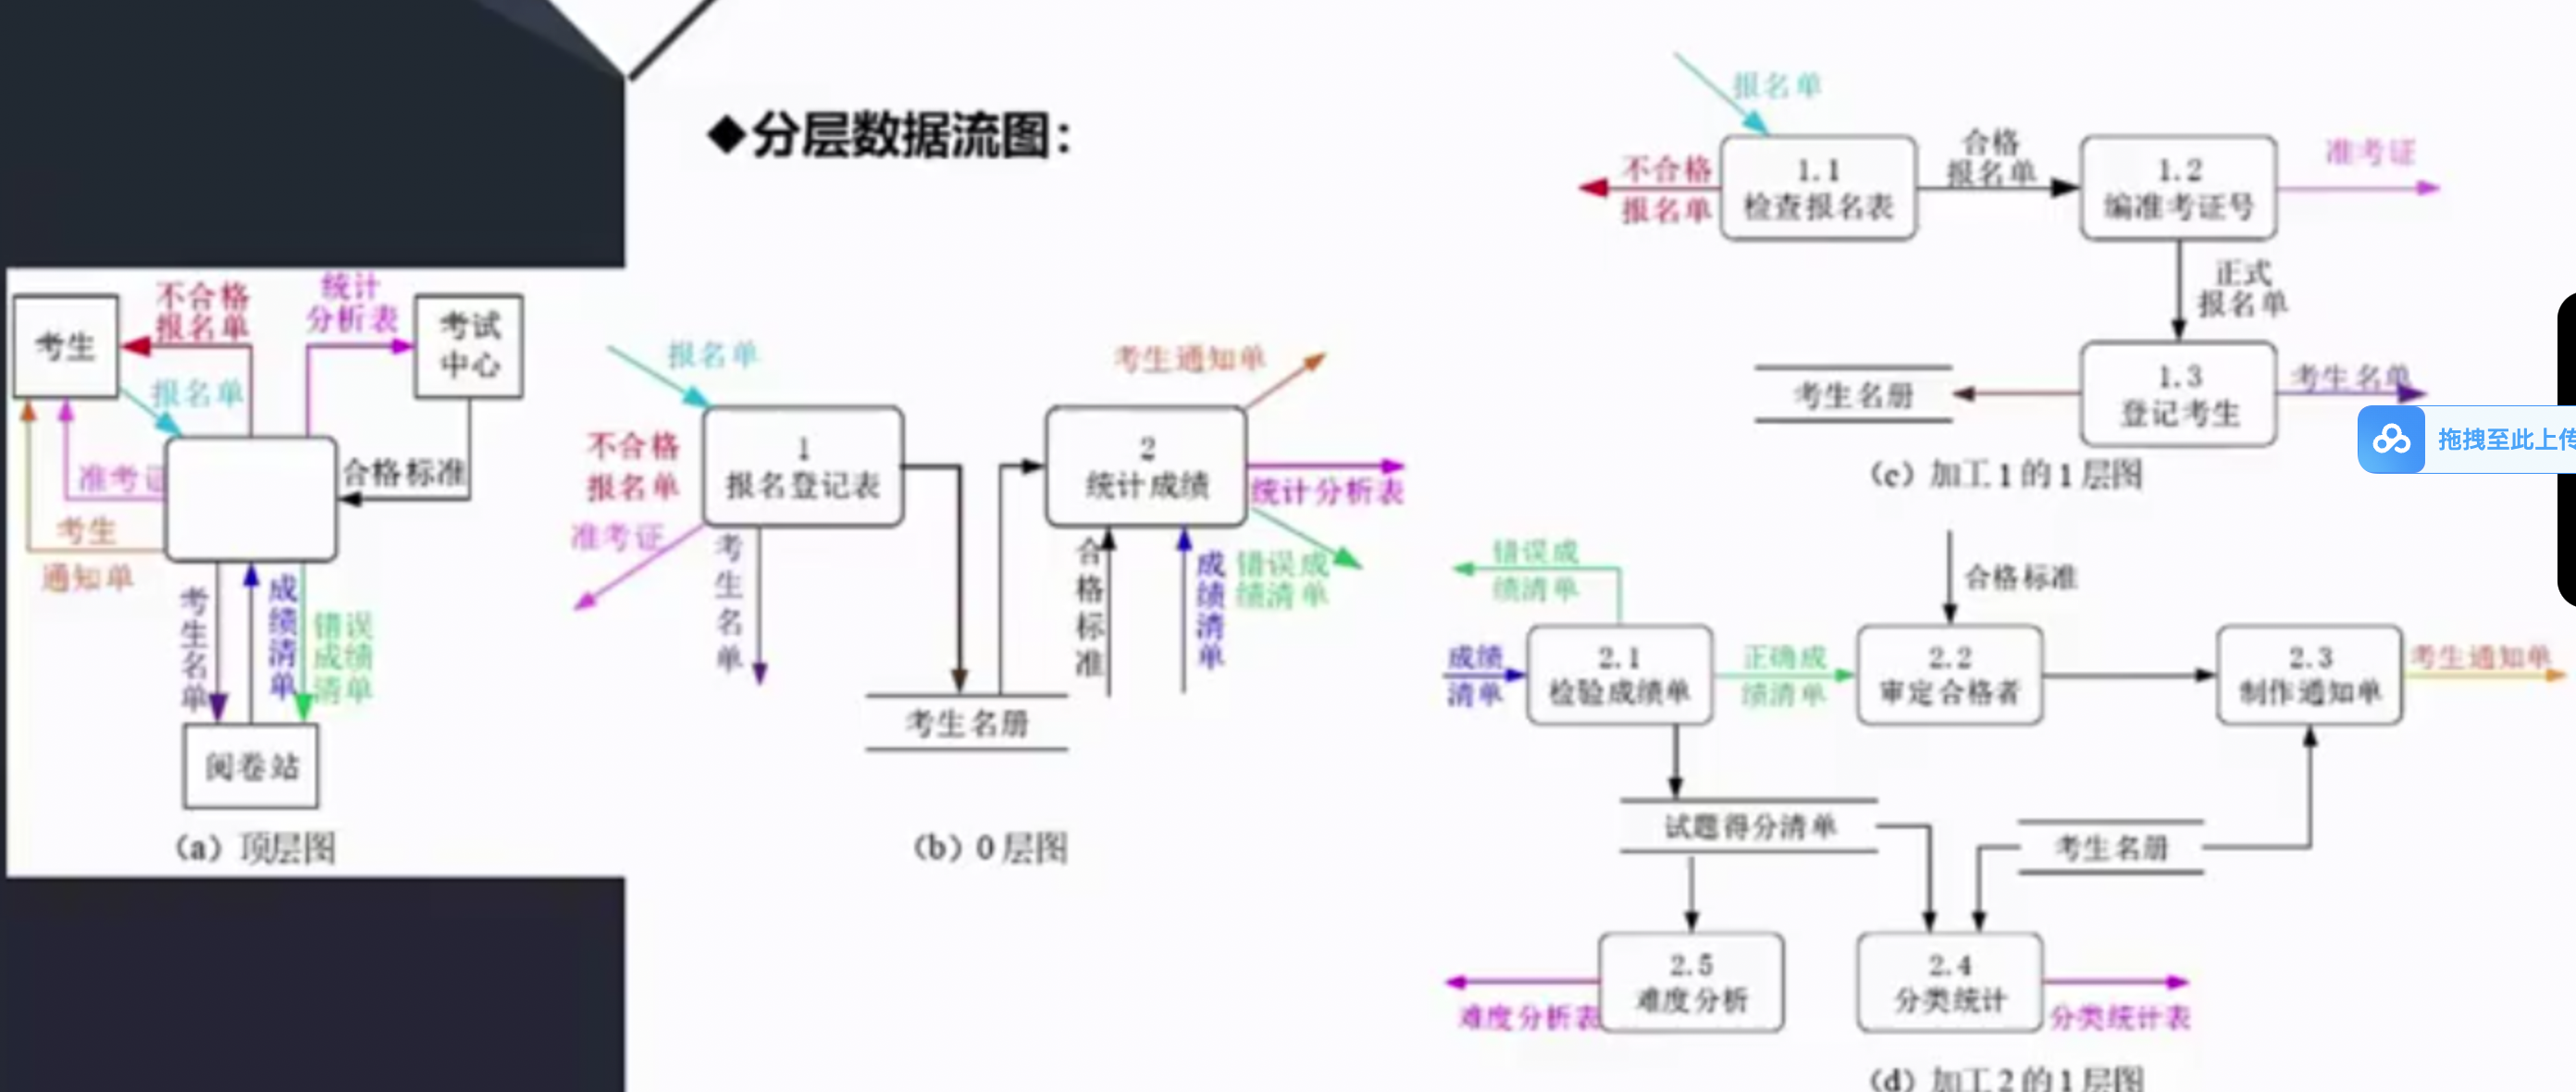 ◆分层数据流图：
考生
不合格
报名单
统计
分析表
考试
中心
报名单
准考证
合格标准
考生
通知单
考生名单
成绩清单
错误
成绩
清单
阅卷站
（a）顶层图
报名单
不合格
报名单
准考证
1
报名登记表
考生名单
考生名册
2
统计成绩
考生通知单
统计分析表
合格标准
成绩清单
错误成
绩清单
（b）0 层图
报名单
不合格
报名单
1.1
检查报名表
合格
报名单
1.2
编准考证号
准考证
正式
报名单
考生名册
1.3
登记考生
考生名单
（c）加工 1 的 1 层图
拖拽至此上传
错误成
绩清单
合格标准
成绩
清单
2.1
检验成绩单
正确成
绩清单
2.2
审定合格者
2.3
制作通知单
考生通知单
试题得分清单
考生名册
难度分析表
2.5
难度分析
2.4
分类统计
分类统计表
（d）加工 2 的 1 层图